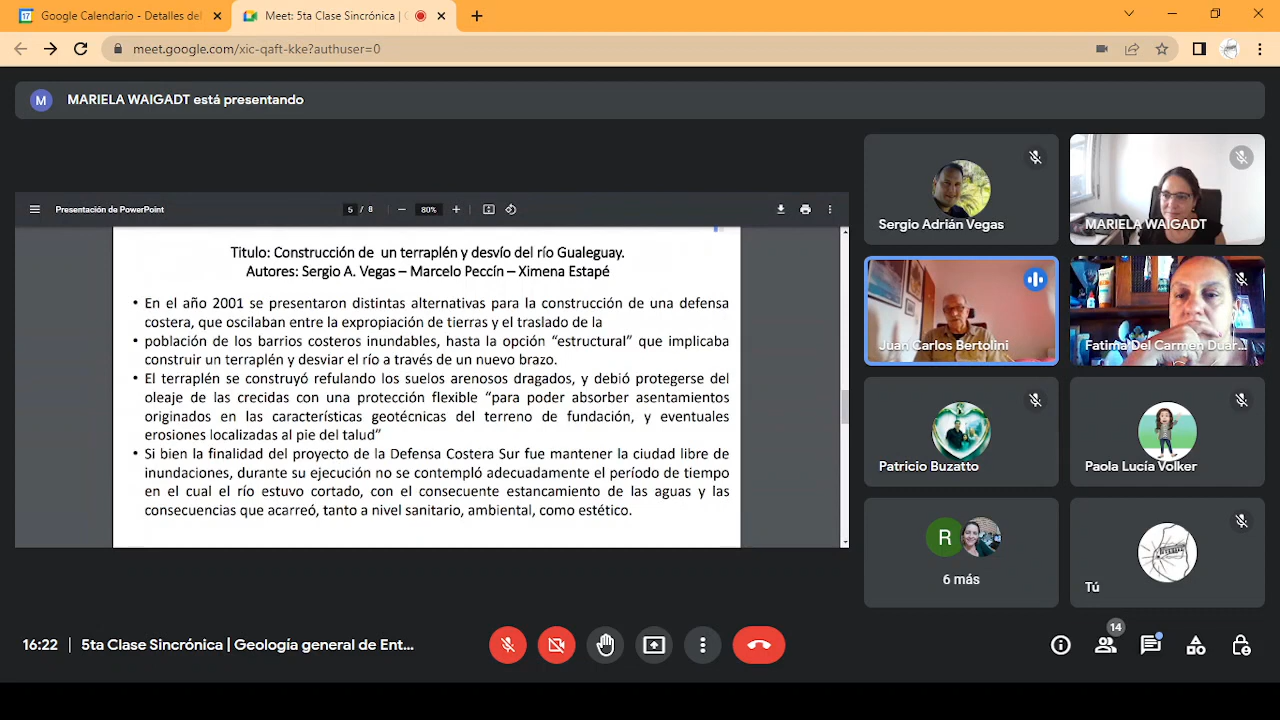 Google Calendario - Detalles del
Meet: 5ta Clase Sincrónica |
meet.google.com/xic-qaft-kke?authuser=0
M
MARIELA WAIGADT está presentando
Presentación de PowerPoint
5 / 8
80%
Titulo: Construcción de un terraplén y desvío del río Gualeguay.
Autores: Sergio A. Vegas – Marcelo Peccín – Ximena Estapé
• En el año 2001 se presentaron distintas alternativas para la construcción de una defensa
costera, que oscilaban entre la expropiación de tierras y el traslado de la
• población de los barrios costeros inundables, hasta la opción “estructural” que implicaba
construir un terraplén y desviar el río a través de un nuevo brazo.
• El terraplén se construyó refulando los suelos arenosos dragados, y debió protegerse del
oleaje de las crecidas con una protección flexible “para poder absorber asentamientos
originados en las características geotécnicas del terreno de fundación, y eventuales
erosiones localizadas al pie del talud”
• Si bien la finalidad del proyecto de la Defensa Costera Sur fue mantener la ciudad libre de
inundaciones, durante su ejecución no se contempló adecuadamente el período de tiempo
en el cual el río estuvo cortado, con el consecuente estancamiento de las aguas y las
consecuencias que acarreó, tanto a nivel sanitario, ambiental, como estético.
Sergio Adrián Vegas
MARIELA WAIGADT
Juan Carlos Bertolini
Fatima Del Carmen Duar...
Patricio Buzatto
Paola Lucía Volker
R
6 más
Tú
16:22 | 5ta Clase Sincrónica | Geología general de Ent...
14